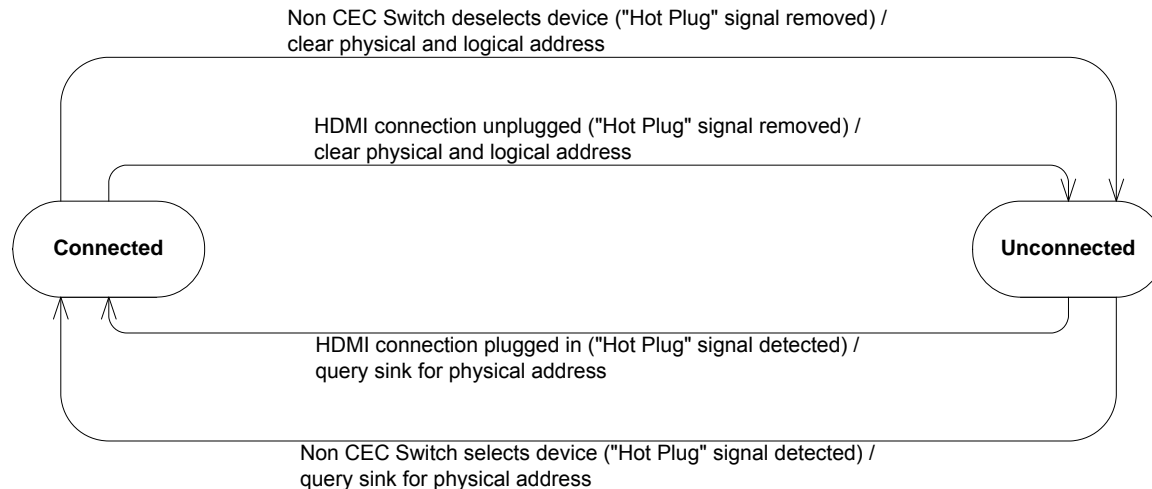 Non CEC Switch deselects device ("Hot Plug" signal removed) /
clear physical and logical address
HDMI connection unplugged ("Hot Plug" signal removed) /
clear physical and logical address
Connected
Unconnected
HDMI connection plugged in ("Hot Plug" signal detected) /
query sink for physical address
Non CEC Switch selects device ("Hot Plug" signal detected) /
query sink for physical address